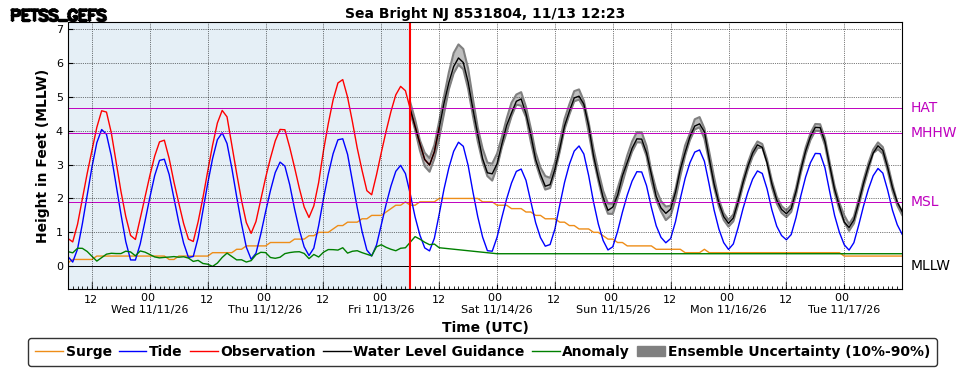 PETSS_GEFS
Sea Bright NJ 8531804, 11/13 12:23
Height in Feet (MLLW)
7
6
5
4
3
2
1
0
HAT
MHHW
MSL
MLLW
12 00 12 00 12 00 12 00 12 00 12 00 12 00
Wed 11/11/26 Thu 11/12/26 Fri 11/13/26 Sat 11/14/26 Sun 11/15/26 Mon 11/16/26 Tue 11/17/26
Time (UTC)
Surge Tide Observation Water Level Guidance Anomaly Ensemble Uncertainty (10%-90%)